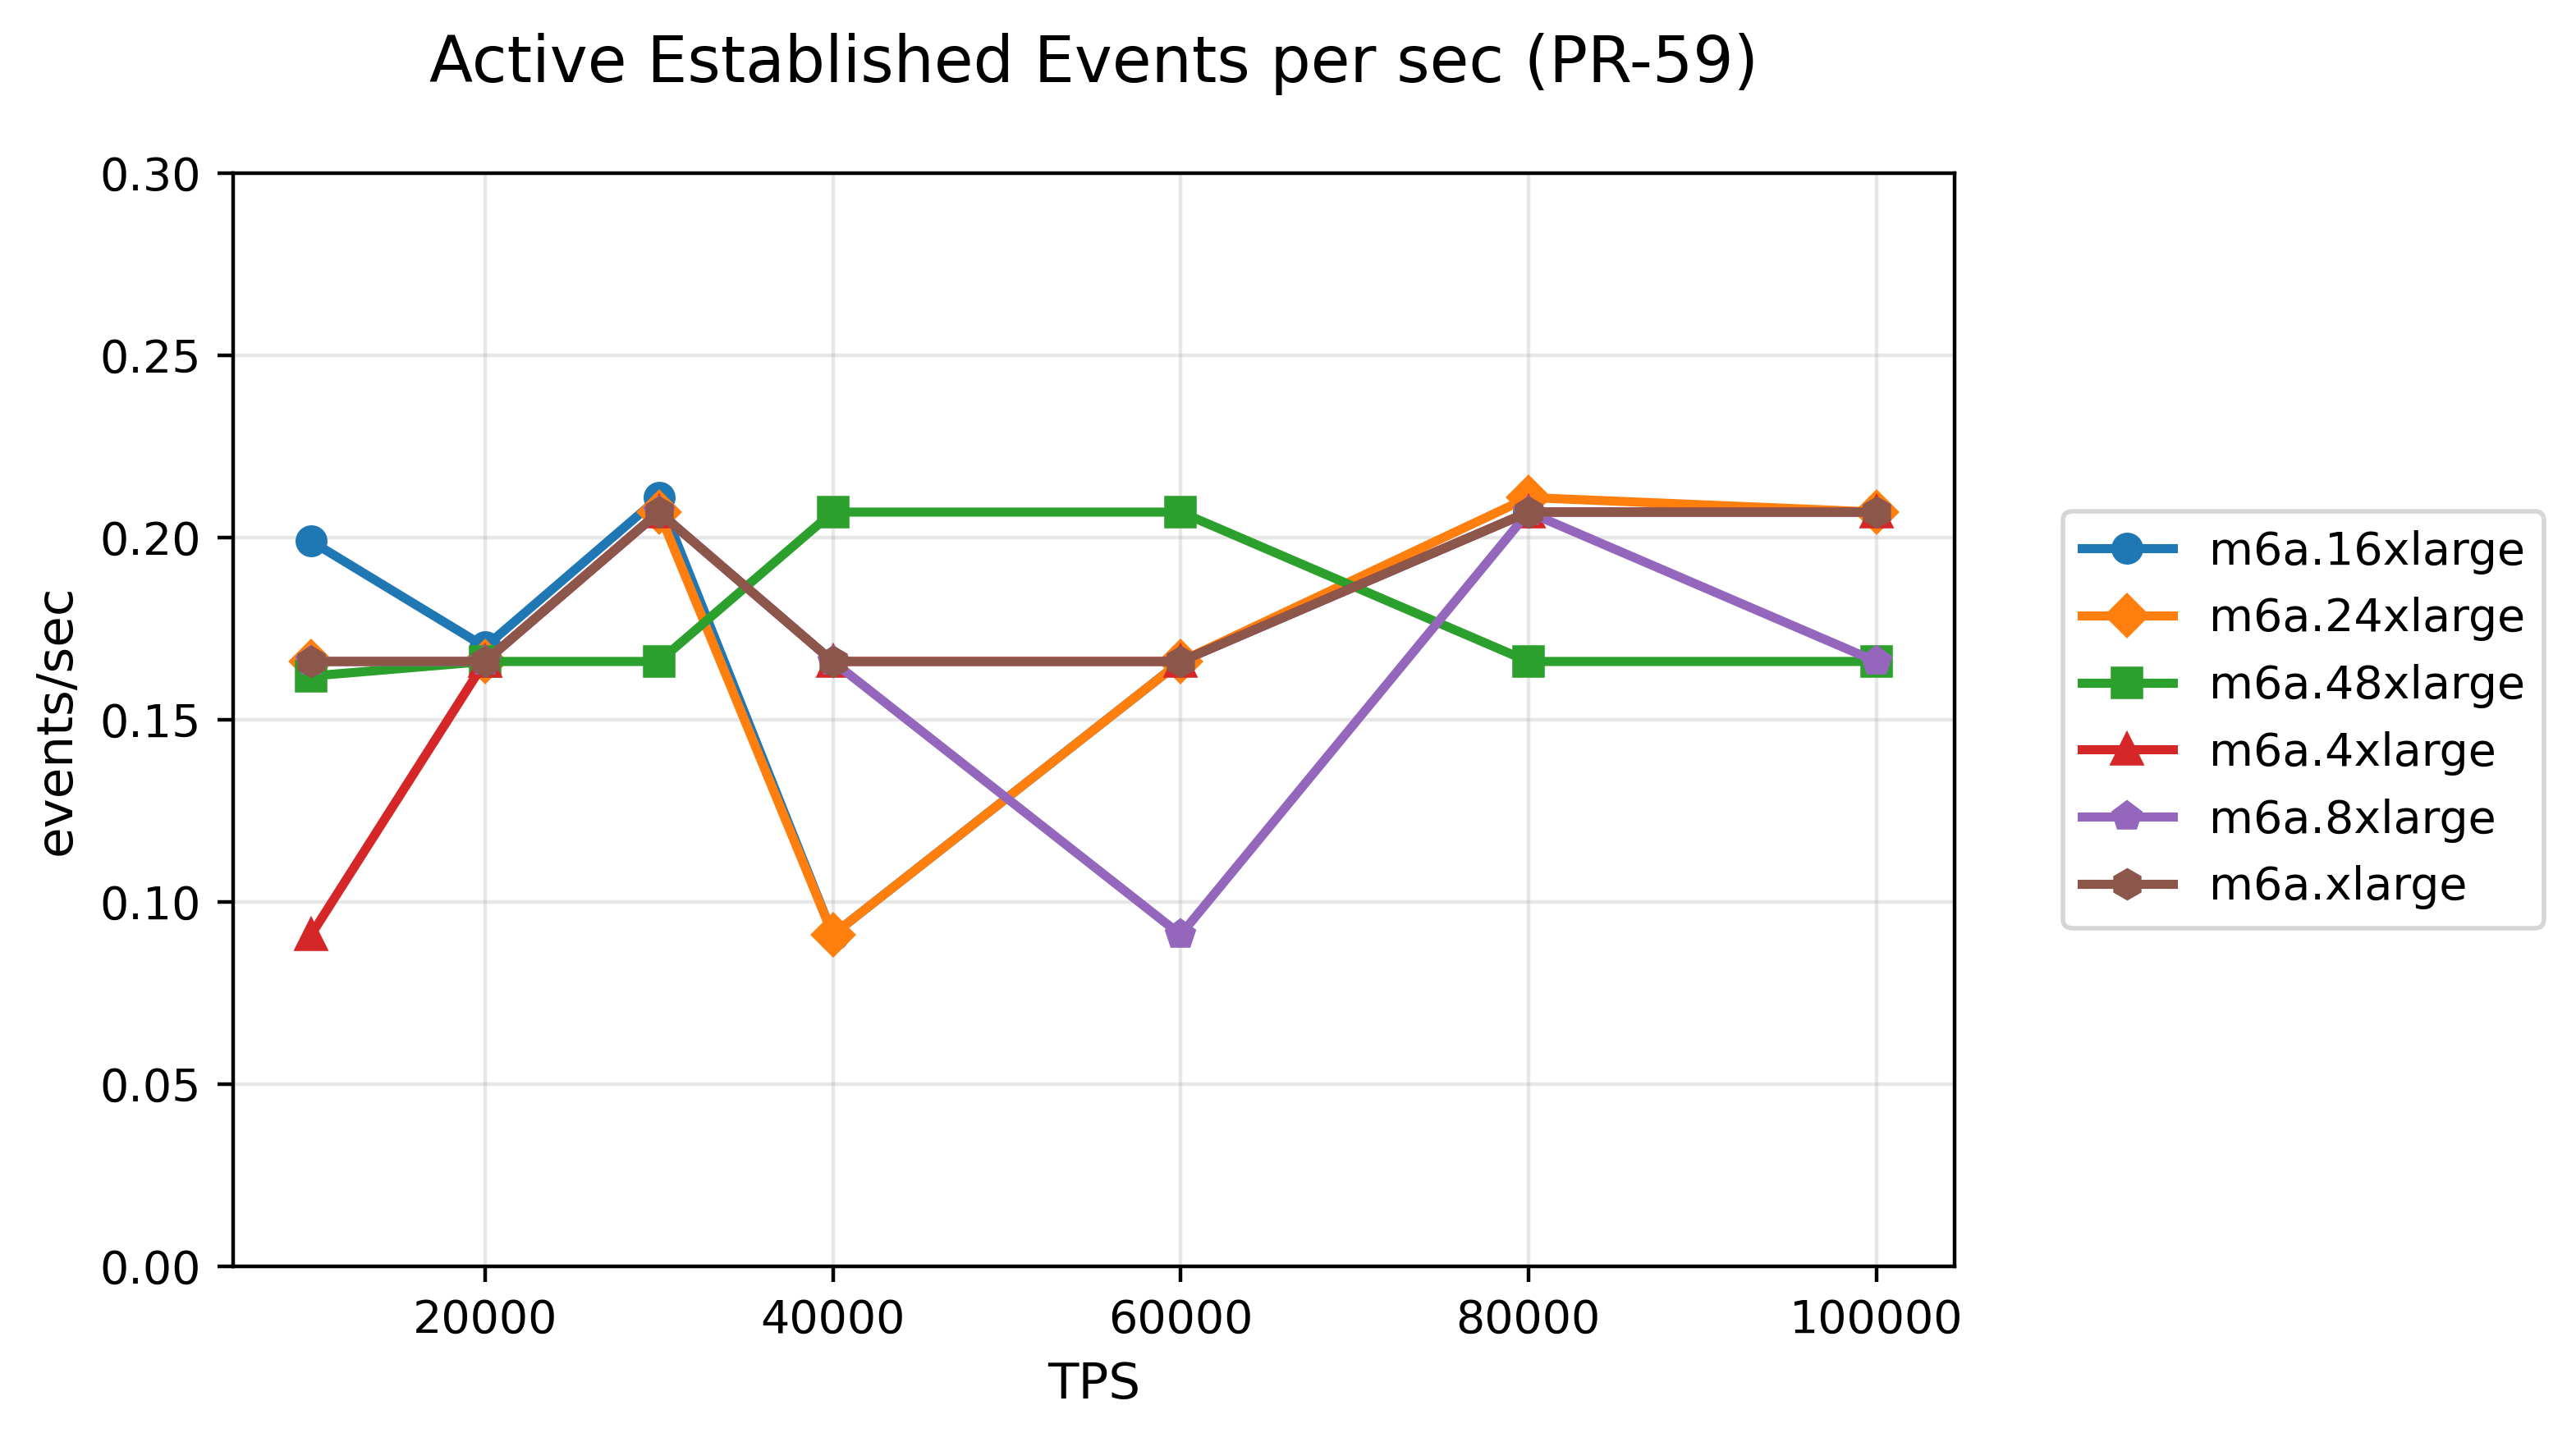 Active Established Events per sec (PR-59)
0.30
0.25
0.20
0.15
0.10
0.05
0.00
events/sec
20000 40000 60000 80000 100000
TPS
m6a.16xlarge
m6a.24xlarge
m6a.48xlarge
m6a.4xlarge
m6a.8xlarge
m6a.xlarge